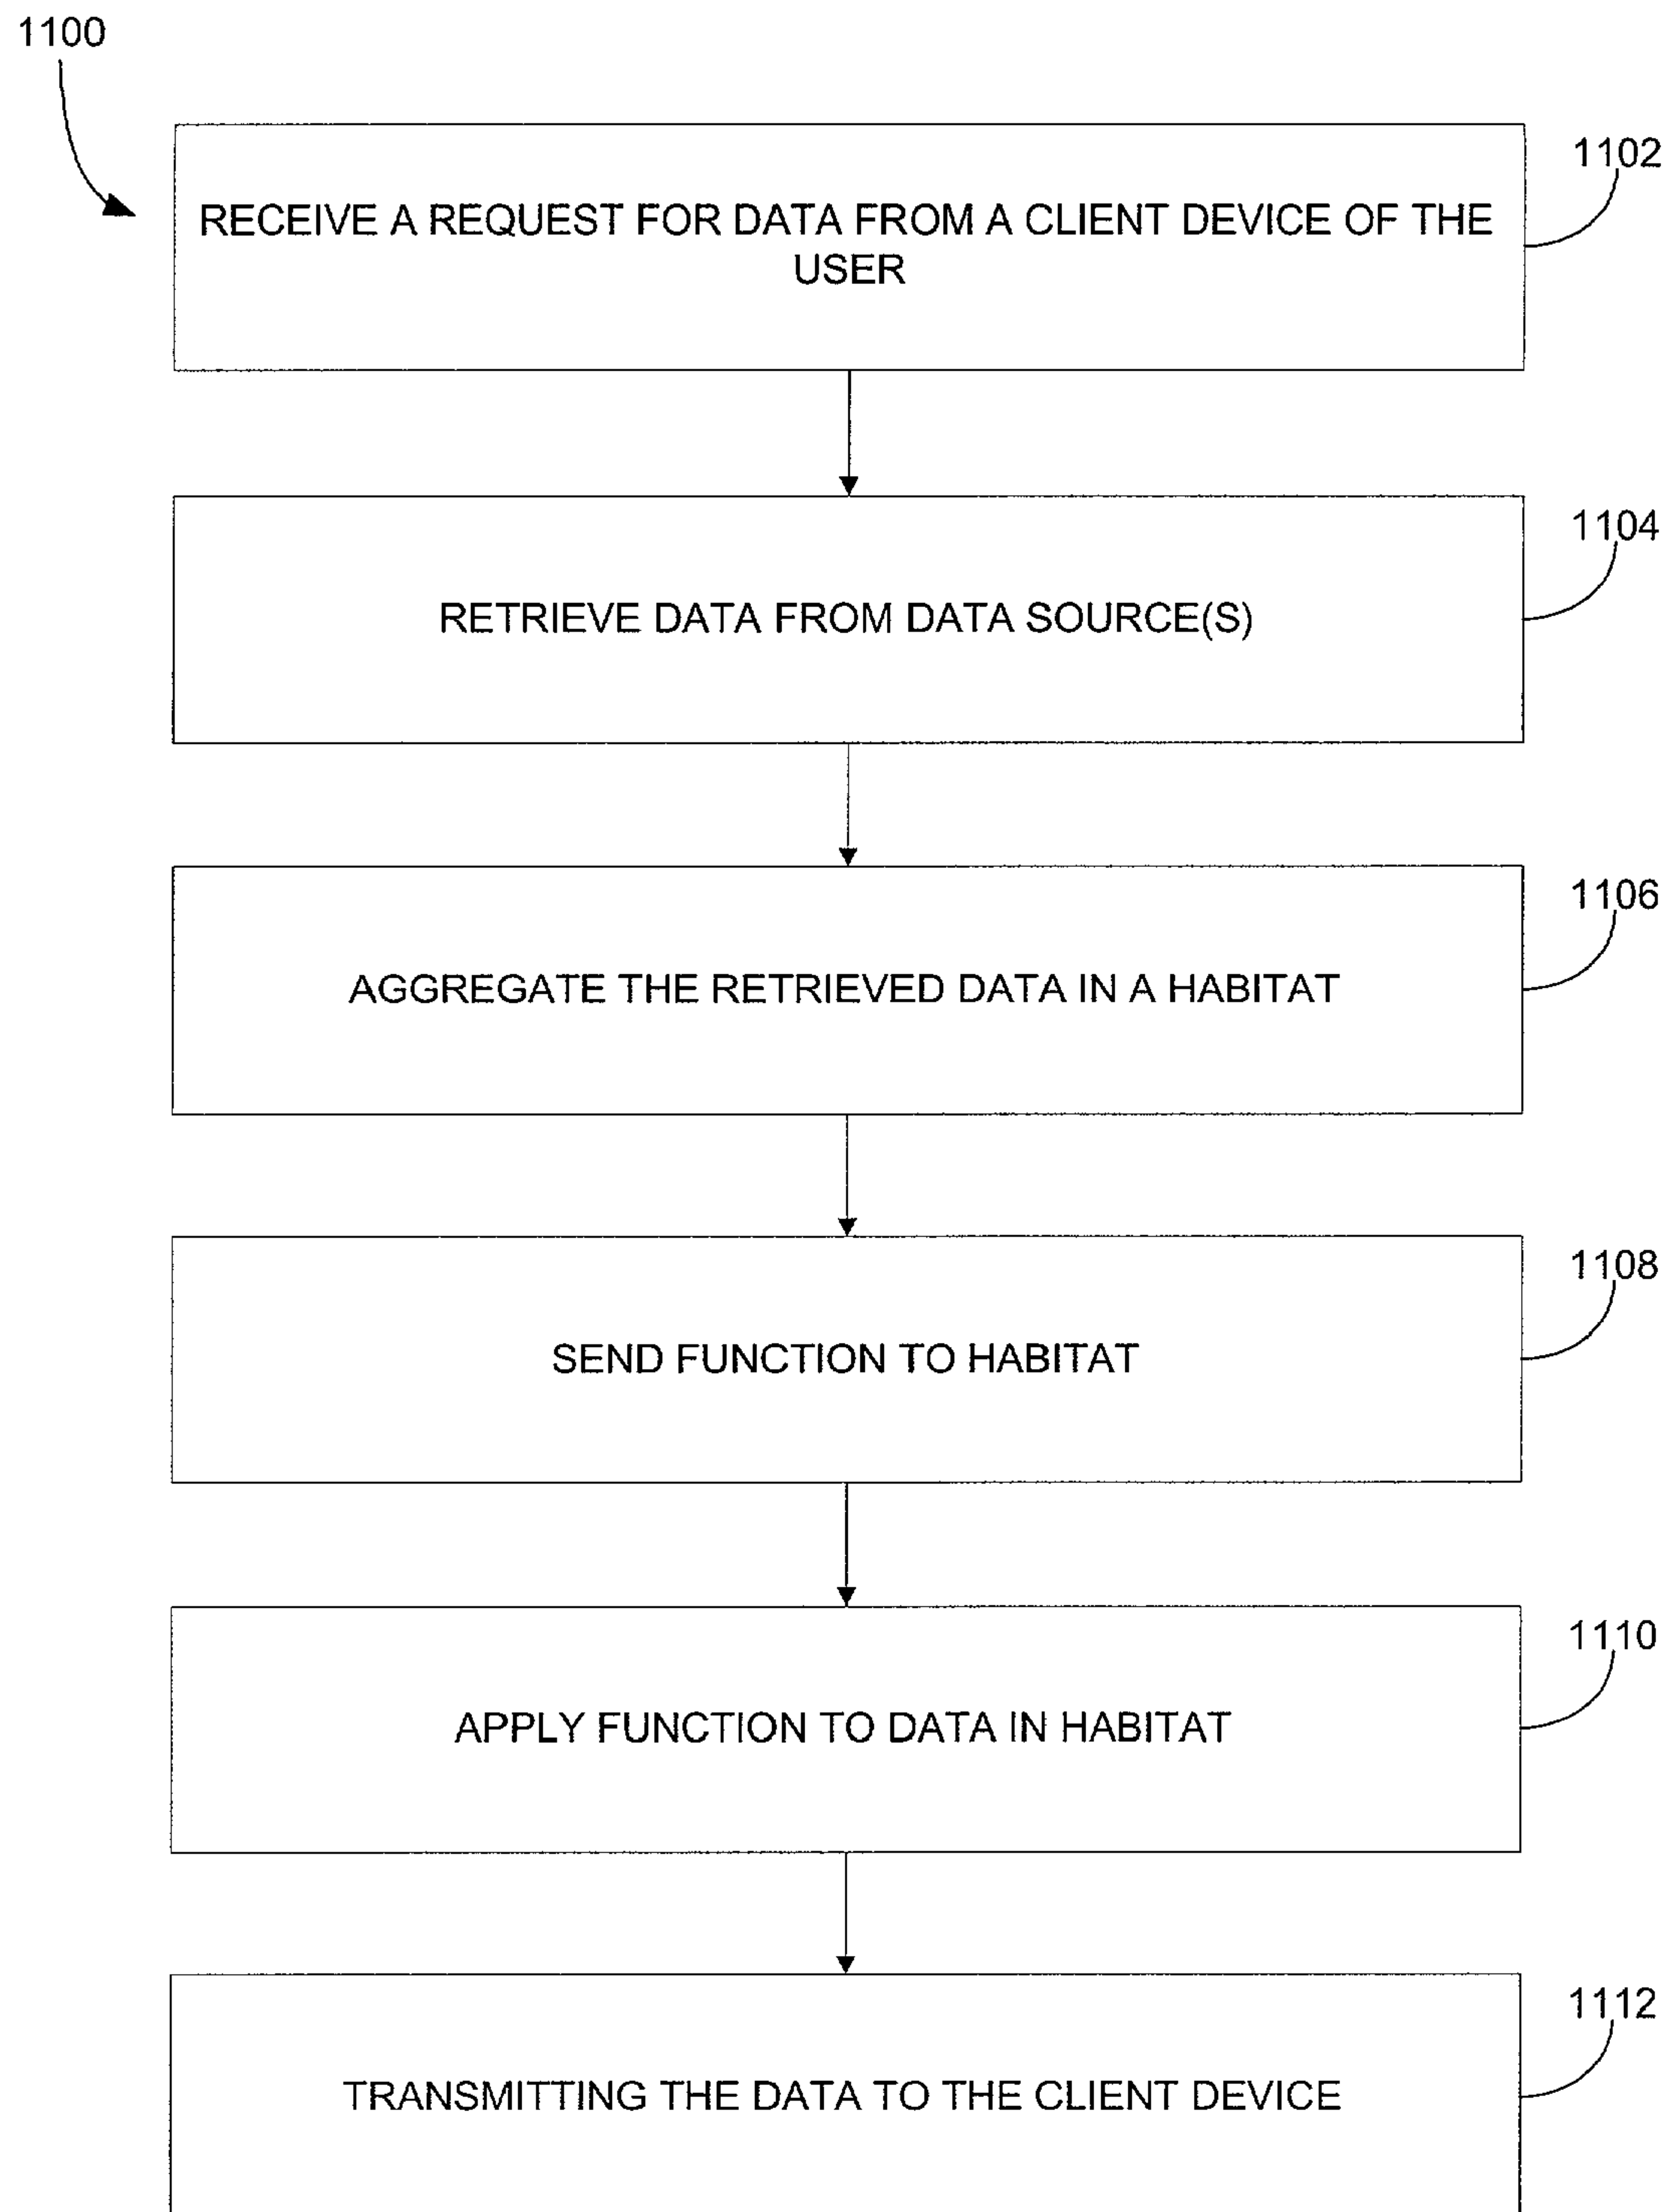 1100
1102
RECEIVE A REQUEST FOR DATA FROM A CLIENT DEVICE OF THE
USER
1104
RETRIEVE DATA FROM DATA SOURCE(S)
1106
AGGREGATE THE RETRIEVED DATA IN A HABITAT
1108
SEND FUNCTION TO HABITAT
1110
APPLY FUNCTION TO DATA IN HABITAT
1112
TRANSMITTING THE DATA TO THE CLIENT DEVICE